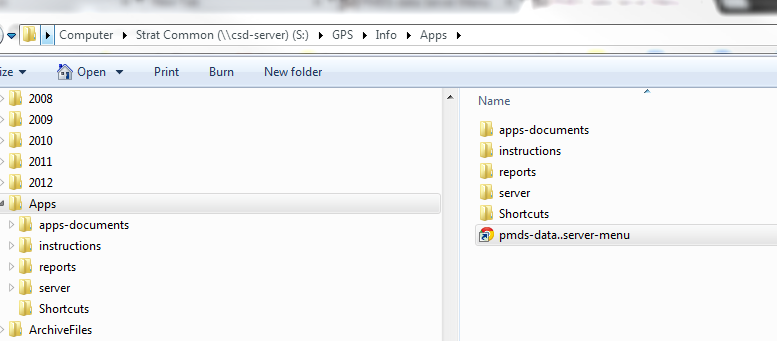 Computer Strat Common (\\csd-server) (S:) GPS Info Apps
ize Open Print Burn New folder
2008
2009
2010
2011
2012
Apps
apps-documents
instructions
reports
server
Shortcuts
ArchiveFiles
Name
apps-documents
instructions
reports
server
Shortcuts
pmds-data..server-menu